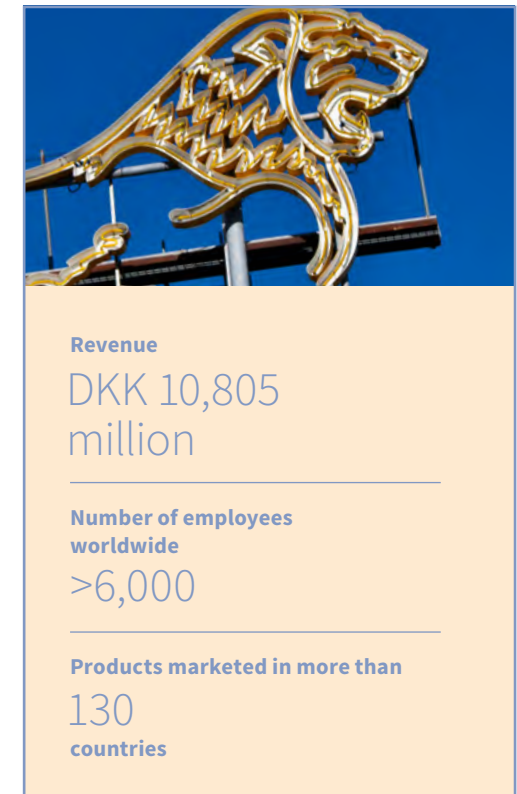 Revenue
DKK 10,805
million
Number of employees
worldwide
>6,000
Products marketed in more than
130
countries